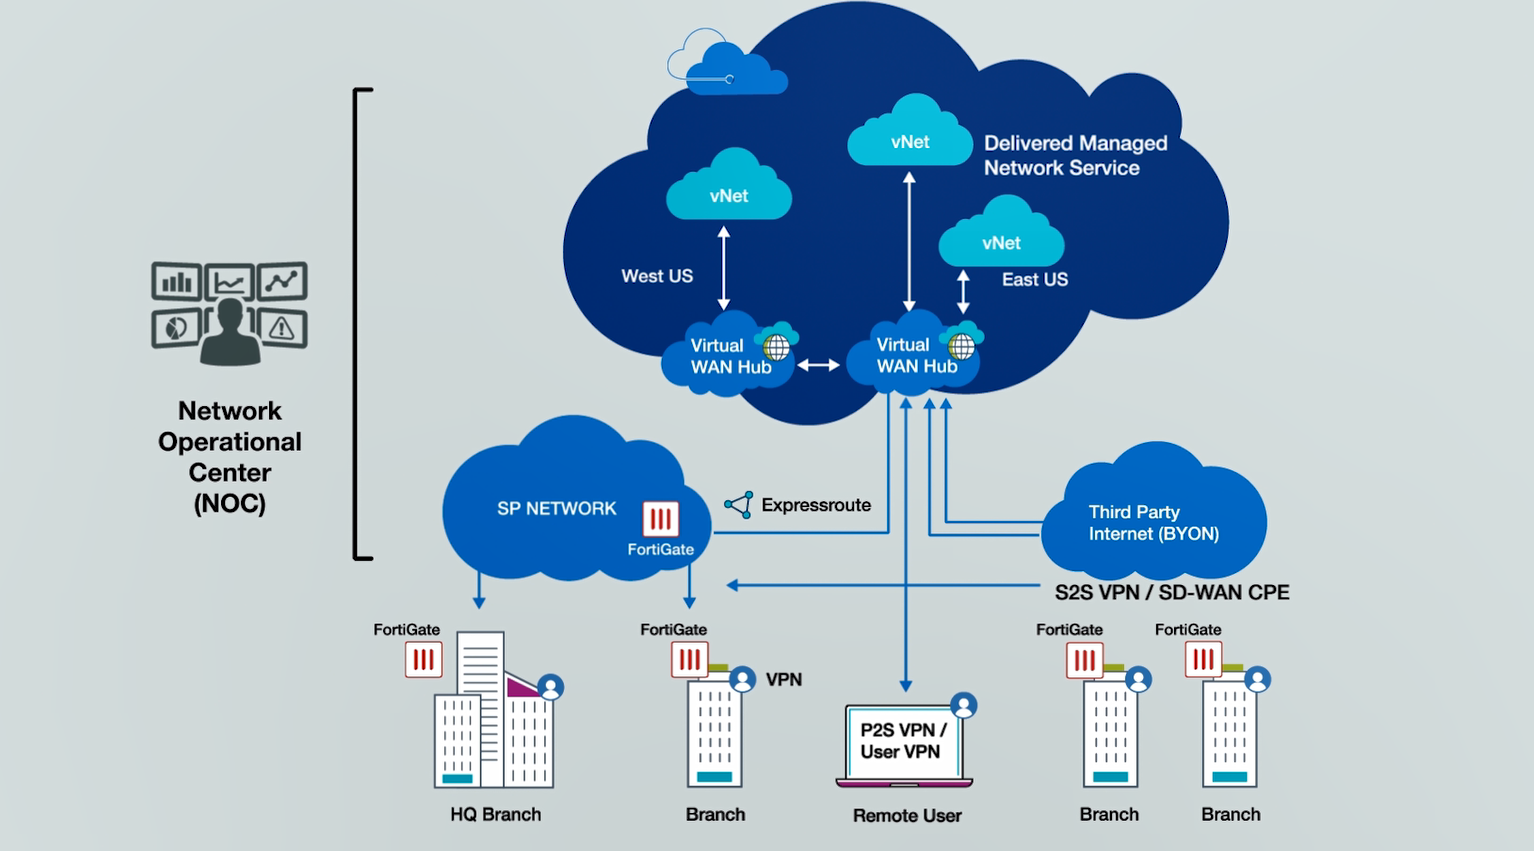 vNet
Delivered Managed
Network Service
vNet
vNet
West US
East US
Virtual
WAN Hub
Virtual
WAN Hub
Network
Operational
Center
(NOC)
SP NETWORK
FortiGate
Expressroute
Third Party
Internet (BYON)
S2S VPN / SD-WAN CPE
FortiGate
FortiGate
VPN
FortiGate
FortiGate
P2S VPN /
User VPN
HQ Branch
Branch
Remote User
Branch
Branch